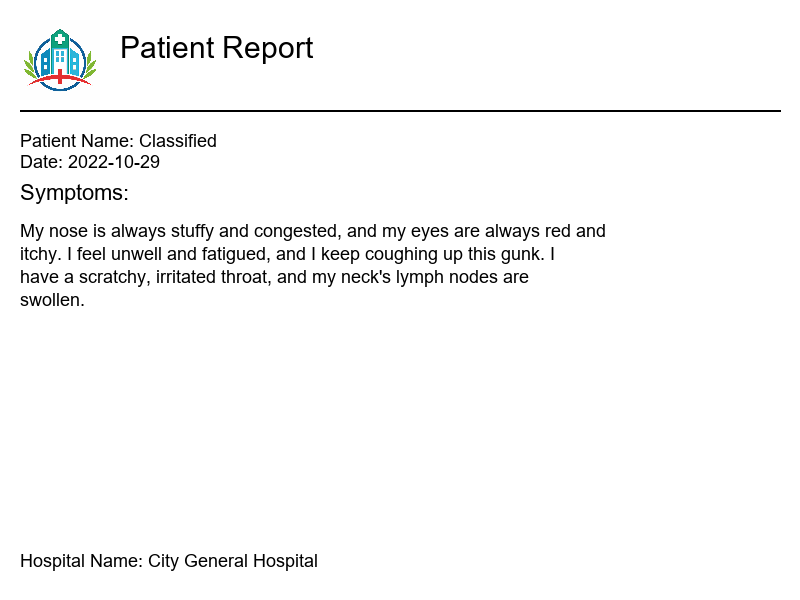 Patient Report
Patient Name: Classified
Date: 2022-10-29
Symptoms:
My nose is always stuffy and congested, and my eyes are always red and
itchy. I feel unwell and fatigued, and I keep coughing up this gunk. I
have a scratchy, irritated throat, and my neck's lymph nodes are
swollen.
Hospital Name: City General Hospital